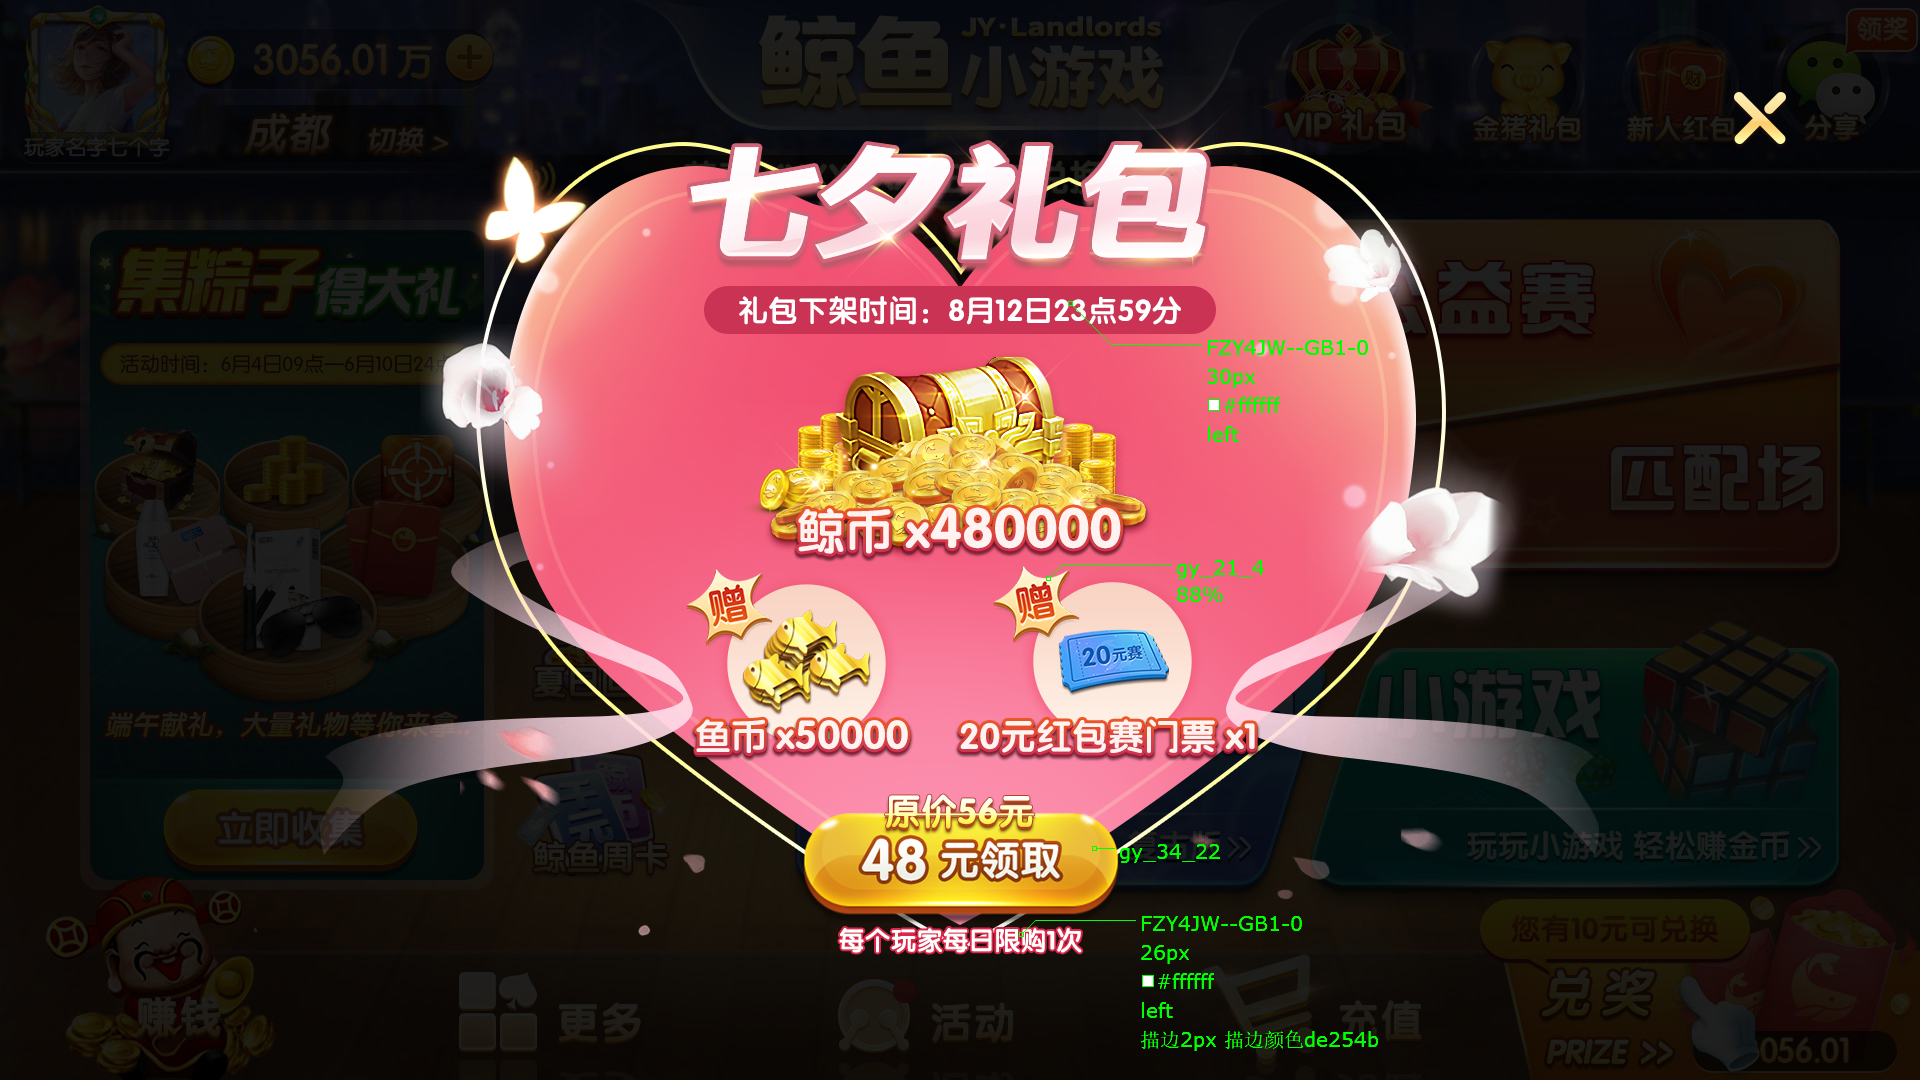 3056.01万
鲸鱼
JY·Landlords
小游戏
领奖
玩家名字七个字
成都 切换 >
VIP 礼包
金猪礼包
新人红包
分享
七夕礼包
礼包下架时间：8月12日23点59分
集粽子得大礼
活动时间：6月4日09点—6月10日24点
益赛
FZY4JW--GB1-0
30px
#ffffff
left
匹配场
20元赛
鲸币 x480000
gy_21_4
88%
赠
赠
鱼币 x50000
20元红包赛门票 x1
小游戏
玩玩小游戏 轻松赚金币 >>
端午献礼，大量礼物等你来拿..
立即收集
鲸鱼周卡
原价56元
48 元领取
gy_34_22
每个玩家每日限购1次
FZY4JW--GB1-0
26px
#ffffff
left
描边2px 描边颜色de254b
您有10元可兑换
赚钱
更多
活动
充值
兑奖
PRIZE >>
056.01